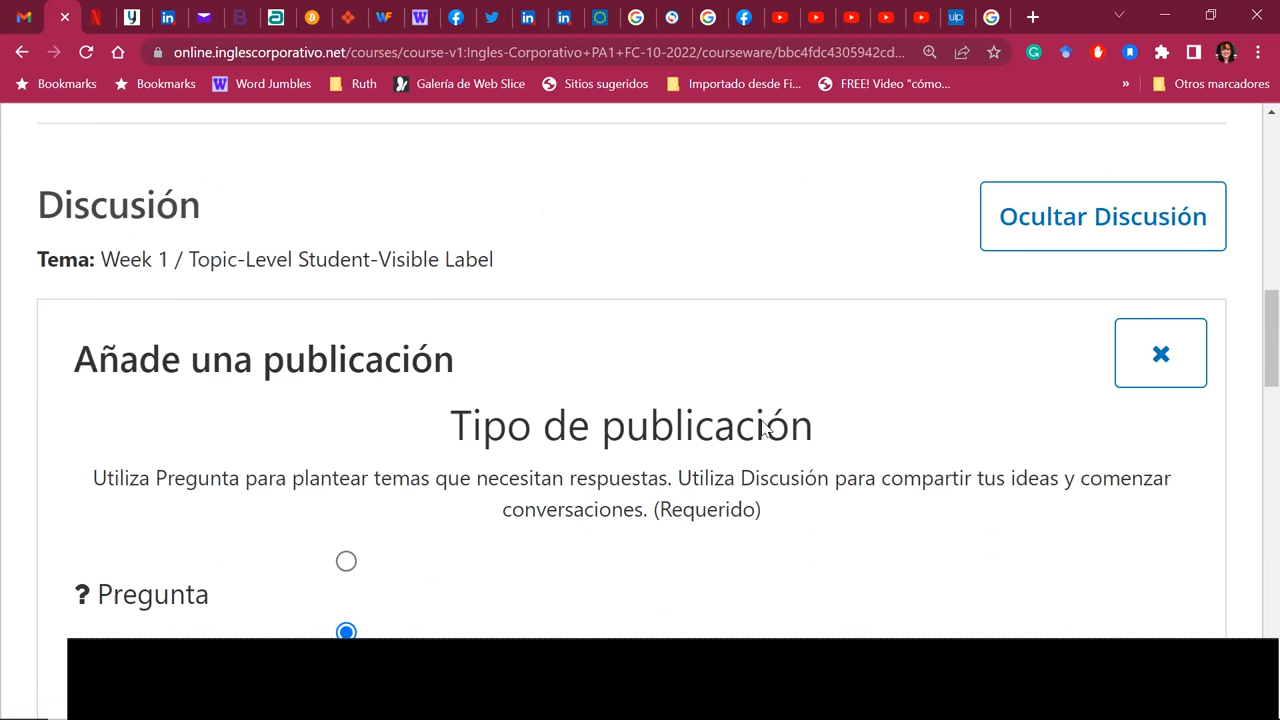 online.inglescorporativo.net/courses/course-v1:Ingles-Corporativo+PA1+FC-10-2022/courseware/bbc4fdc4305942cd...
Bookmarks Bookmarks Word Jumbles Ruth Galería de Web Slice Sitios sugeridos Importado desde Fi... FREE! Video "cómo... » Otros marcadores
Discusión
Ocultar Discusión
Tema: Week 1 / Topic-Level Student-Visible Label
Añade una publicación
Tipo de publicación
Utiliza Pregunta para plantear temas que necesitan respuestas. Utiliza Discusión para compartir tus ideas y comenzar
conversaciones. (Requerido)
? Pregunta